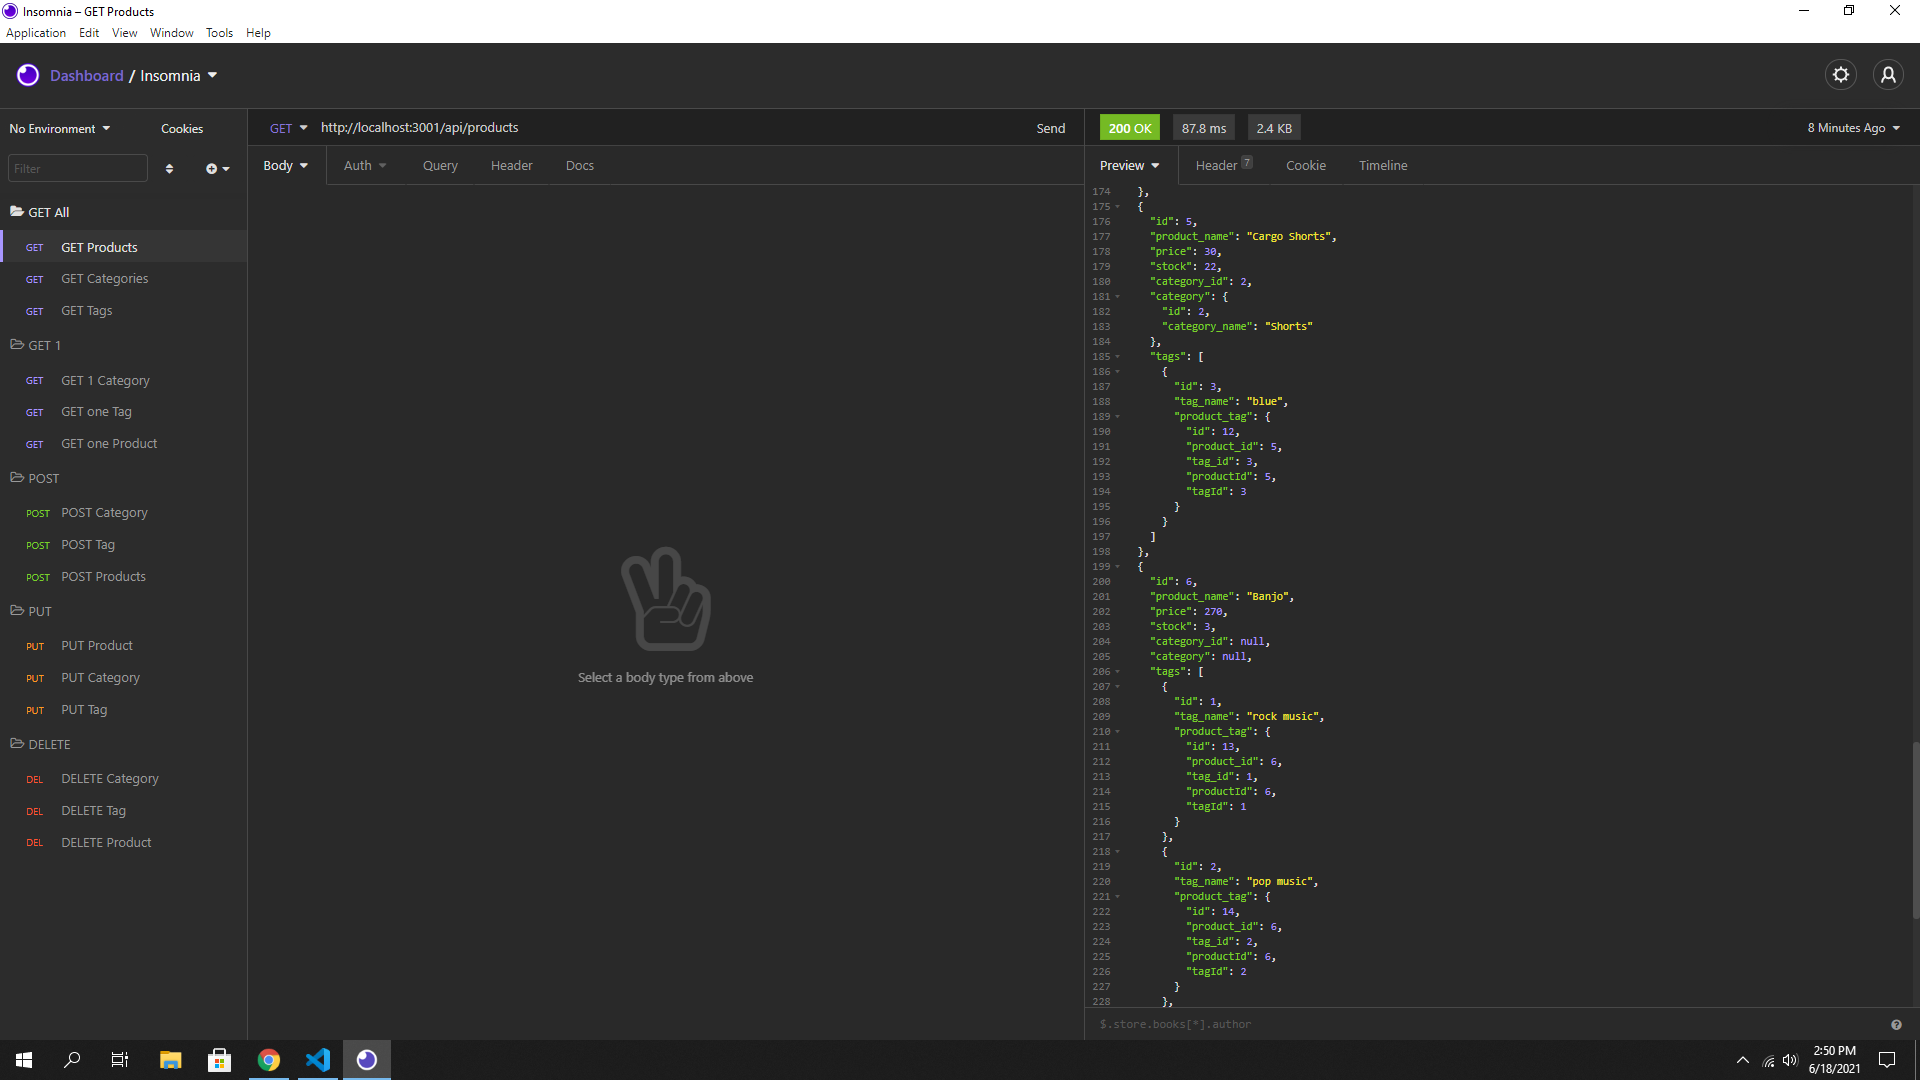 Insomnia – GET Products
Application Edit View Window Tools Help
Dashboard / Insomnia
No Environment Cookies
Filter
GET All
GET GET Products
GET GET Categories
GET GET Tags
GET 1
GET GET 1 Category
GET GET one Tag
GET GET one Product
POST
POST POST Category
POST POST Tag
POST POST Products
PUT
PUT PUT Product
PUT PUT Category
PUT PUT Tag
DELETE
DEL DELETE Category
DEL DELETE Tag
DEL DELETE Product
GET http://localhost:3001/api/products Send
Body Auth Query Header Docs
Select a body type from above
200 OK 87.8 ms 2.4 KB 8 Minutes Ago
Preview Header 7 Cookie Timeline
174 },
175 {
176 "id": 5,
177 "product_name": "Cargo Shorts",
178 "price": 30,
179 "stock": 22,
180 "category_id": 2,
181 "category": {
182 "id": 2,
183 "category_name": "Shorts"
184 },
185 "tags": [
186 {
187 "id": 3,
188 "tag_name": "blue",
189 "product_tag": {
190 "id": 12,
191 "product_id": 5,
192 "tag_id": 3,
193 "productId": 5,
194 "tagId": 3
195 }
196 }
197 ]
198 },
199 {
200 "id": 6,
201 "product_name": "Banjo",
202 "price": 270,
203 "stock": 3,
204 "category_id": null,
205 "category": null,
206 "tags": [
207 {
208 "id": 1,
209 "tag_name": "rock music",
210 "product_tag": {
211 "id": 13,
212 "product_id": 6,
213 "tag_id": 1,
214 "productId": 6,
215 "tagId": 1
216 }
217 },
218 {
219 "id": 2,
220 "tag_name": "pop music",
221 "product_tag": {
222 "id": 14,
223 "product_id": 6,
224 "tag_id": 2,
225 "productId": 6,
226 "tagId": 2
227 }
228 },
$.store.books[*].author
2:50 PM
6/18/2021